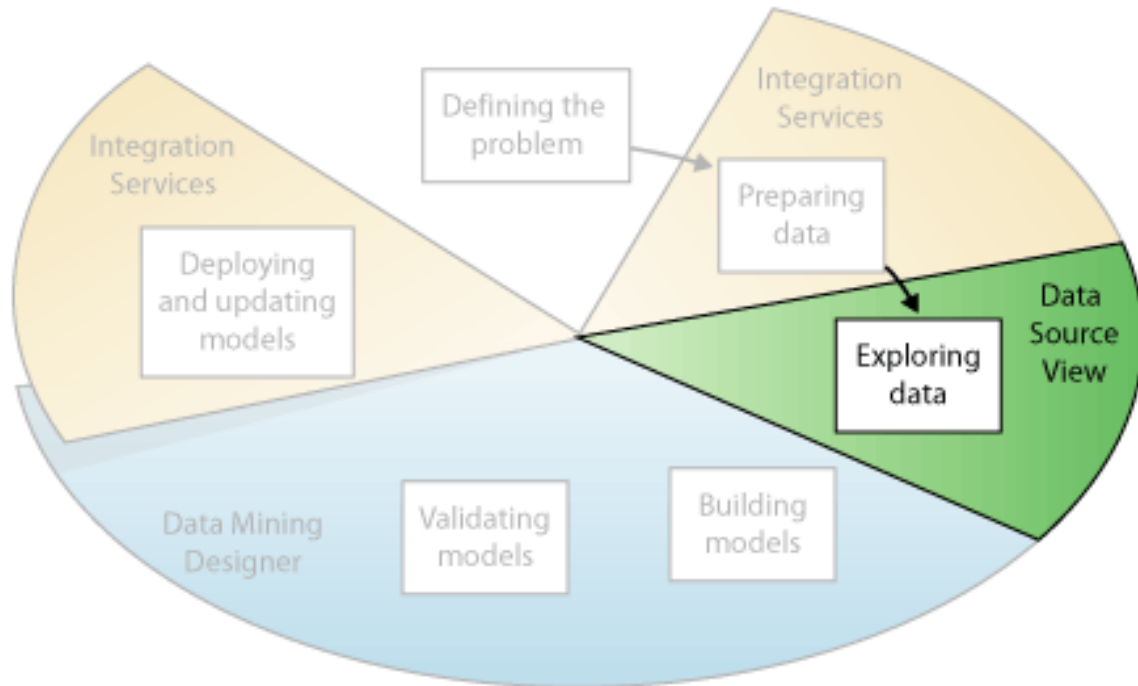 Defining the
problem
Integration
Services
Preparing
data
Data
Source
View
Exploring
data
Building
models
Validating
models
Data Mining
Designer
Integration
Services
Deploying
and updating
models